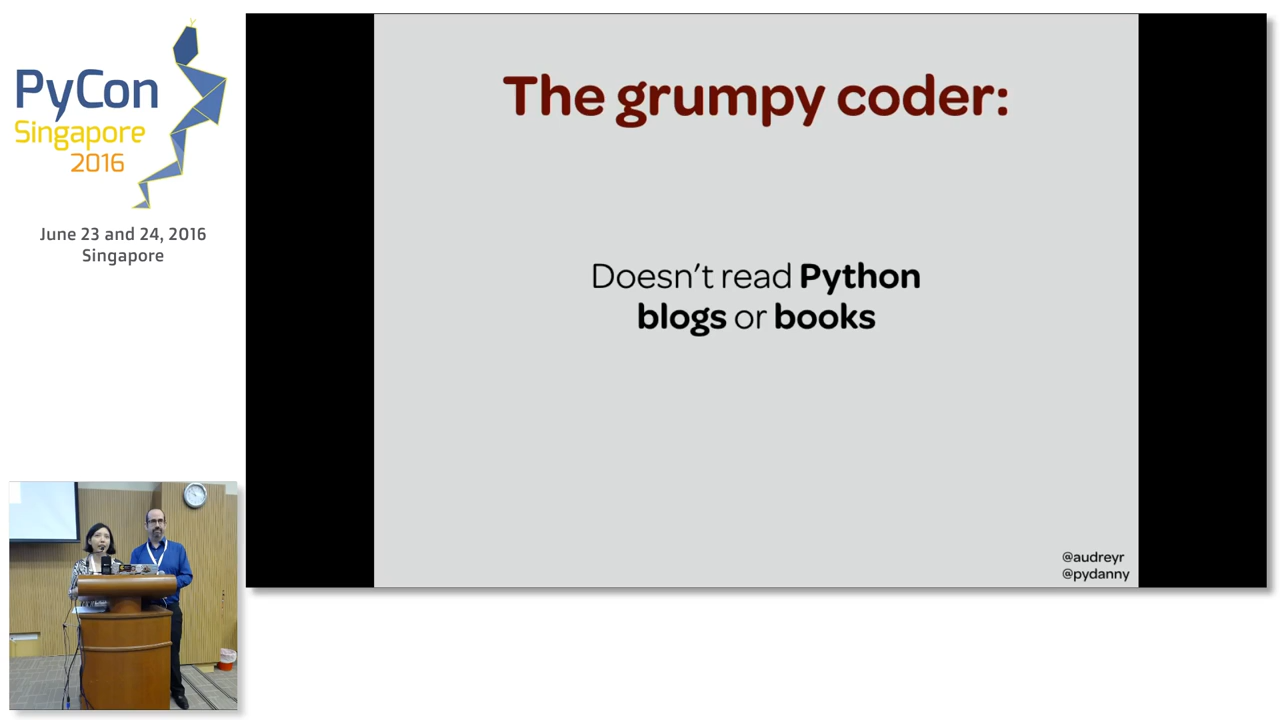 PyCon
Singapore
2016
June 23 and 24, 2016
Singapore
The grumpy coder:
Doesn't read Python
blogs or books
@audreyr
@pydanny